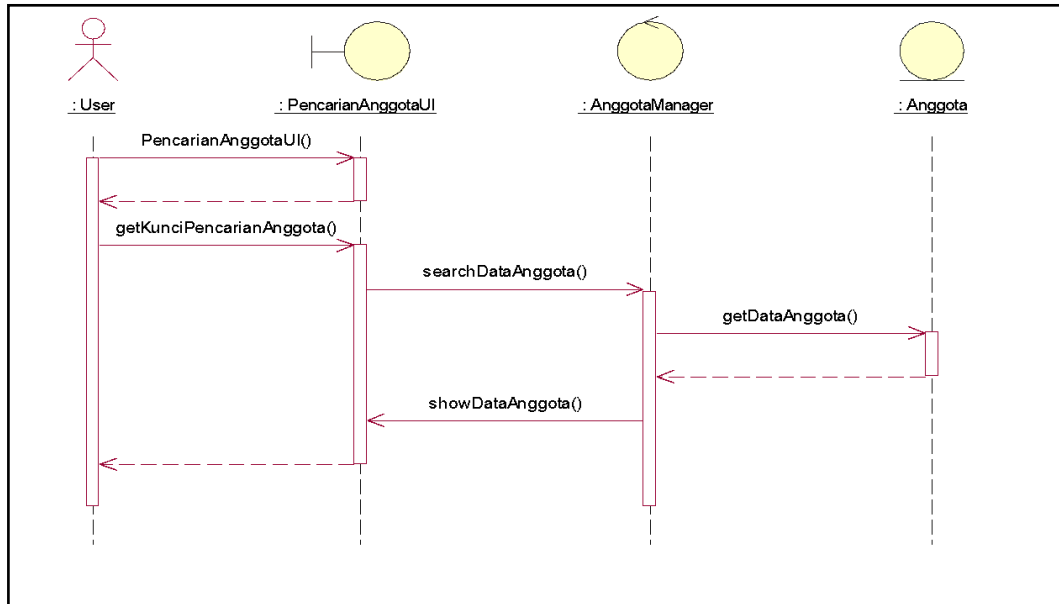 : User
: PencarianAnggotaUI
: AnggotaManager
: Anggota
PencarianAnggotaUI()
getKunciPencarianAnggota()
searchDataAnggota()
getDataAnggota()
showDataAnggota()